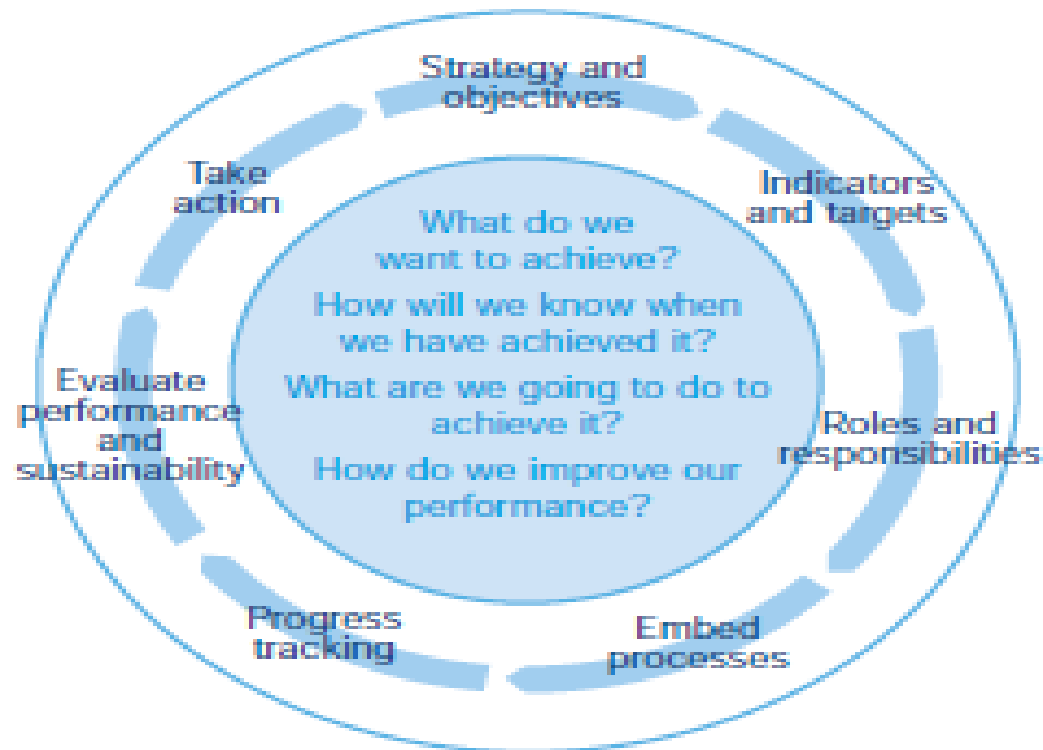 Strategy and
objectives
Indicators
and targets
Roles and
responsibilities
Embed
processes
Progress
tracking
Evaluate
performance
and
sustainability
Take
action
What do we
want to achieve?
How will we know when
we have achieved it?
What are we going to do to
achieve it?
How do we improve our
performance?